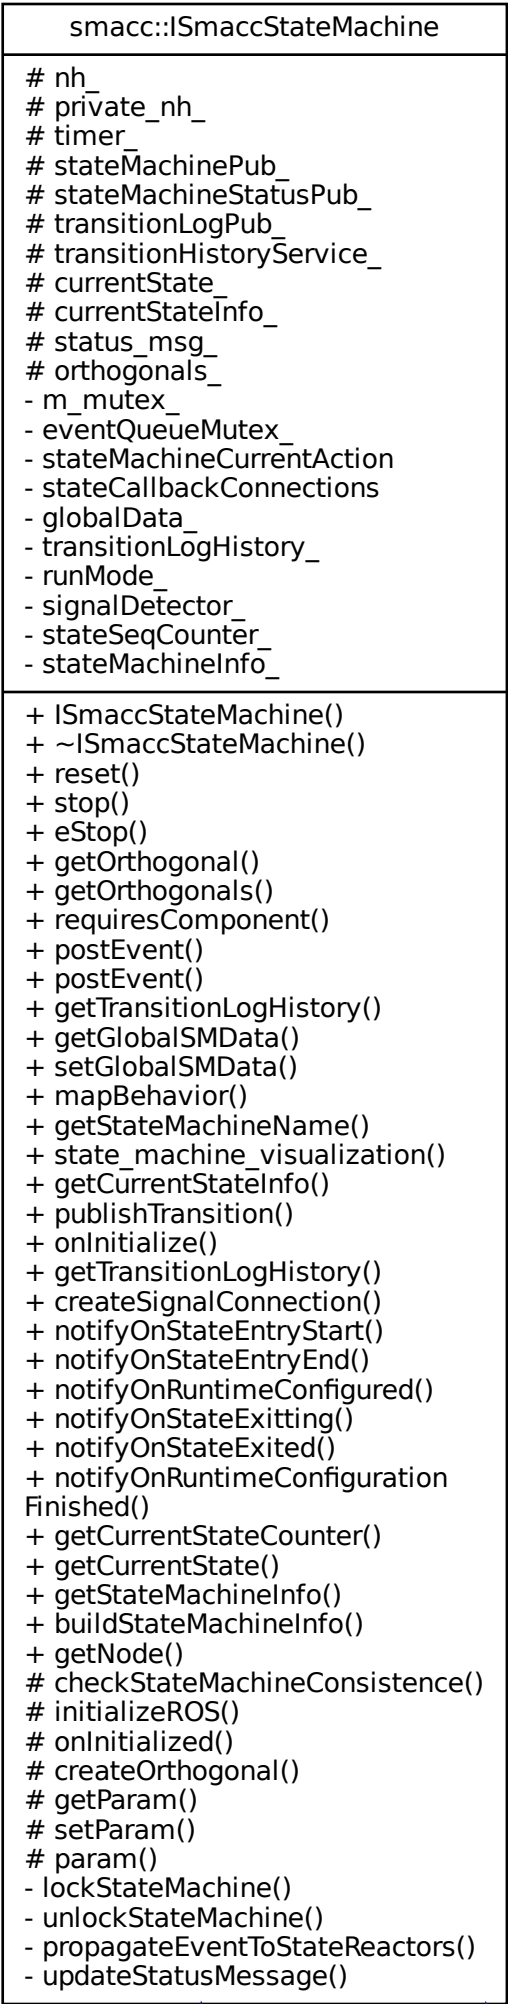 smacc::ISmaccStateMachine
# nh_
# private_nh_
# timer_
# stateMachinePub_
# stateMachineStatusPub_
# transitionLogPub_
# transitionHistoryService_
# currentState_
# currentStateInfo_
# status_msg_
# orthogonals_
- m_mutex_
- eventQueueMutex_
- stateMachineCurrentAction
- stateCallbackConnections
- globalData_
- transitionLogHistory_
- runMode_
- signalDetector_
- stateSeqCounter_
- stateMachineInfo_
+ ISmaccStateMachine()
+ ~ISmaccStateMachine()
+ reset()
+ stop()
+ eStop()
+ getOrthogonal()
+ getOrthogonals()
+ requiresComponent()
+ postEvent()
+ postEvent()
+ getTransitionLogHistory()
+ getGlobalSMData()
+ setGlobalSMData()
+ mapBehavior()
+ getStateMachineName()
+ state_machine_visualization()
+ getCurrentStateInfo()
+ publishTransition()
+ onInitialize()
+ getTransitionLogHistory()
+ createSignalConnection()
+ notifyOnStateEntryStart()
+ notifyOnStateEntryEnd()
+ notifyOnRuntimeConfigured()
+ notifyOnStateExitting()
+ notifyOnStateExited()
+ notifyOnRuntimeConfiguration
Finished()
+ getCurrentStateCounter()
+ getCurrentState()
+ getStateMachineInfo()
+ buildStateMachineInfo()
+ getNode()
# checkStateMachineConsistence()
# initializeROS()
# onInitialized()
# createOrthogonal()
# getParam()
# setParam()
# param()
- lockStateMachine()
- unlockStateMachine()
- propagateEventToStateReactors()
- updateStatusMessage()